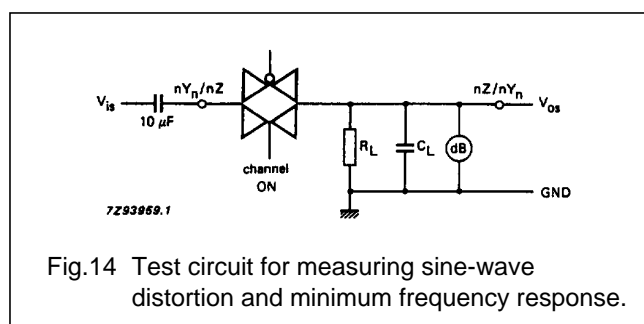 nYn/nZ
Vis
10 µF
channel
ON
RL
CL
dB
nZ/nYn
Vos
GND
7Z93969.1
Fig.14 Test circuit for measuring sine-wave
distortion and minimum frequency response.